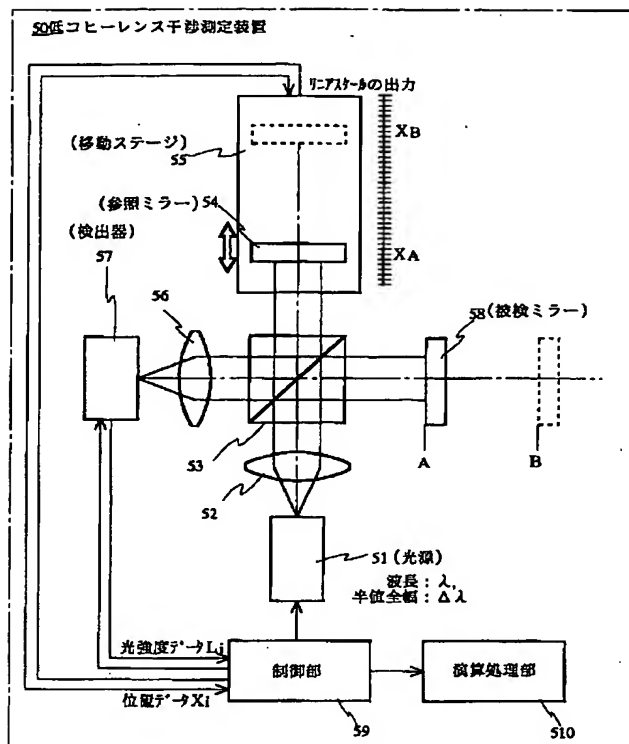 50低コヒーレンス干渉測定装置
リニアスケールの出力
XB
(移動ステージ)
55
(参照ミラー) 54
(検出器)
57
XA
56
58(被検ミラー)
53
A
B
52
51(光源)
波長:λ,
半値全幅:Δλ
光強度データLi
制御部
演算処理部
位置データXi
59
510